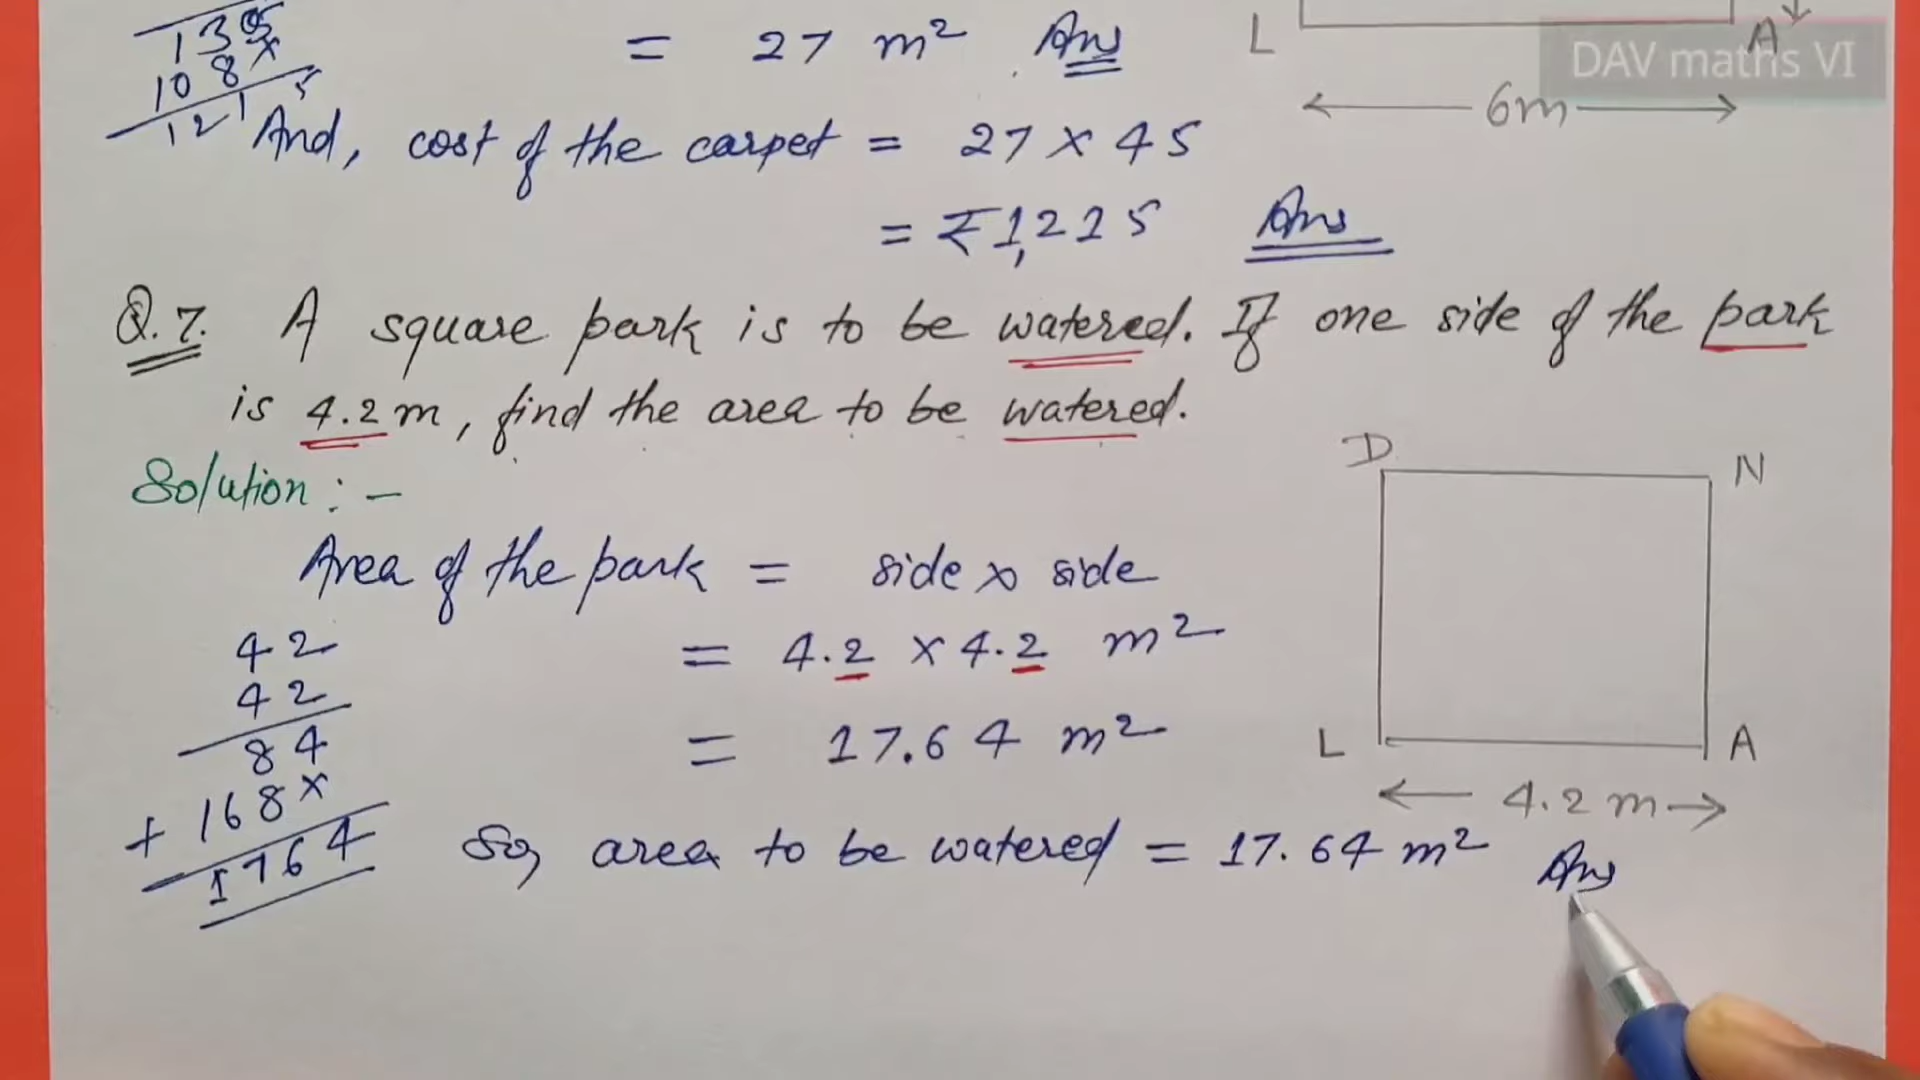 135
108×
1215
= 27 m² Ans
L A
DAV maths VI
6m
And, cost of the carpet = 27 × 45
= ₹1,215 Ans
Q.7. A square park is to be watered. If one side of the park
is 4.2 m, find the area to be watered.
Solution :-
D N
Area of the park = side × side
= 4.2 × 4.2 m²
= 17.64 m²
42
42
84
+ 168×
1764
L A
4.2 m
So, area to be watered = 17.64 m² Ans